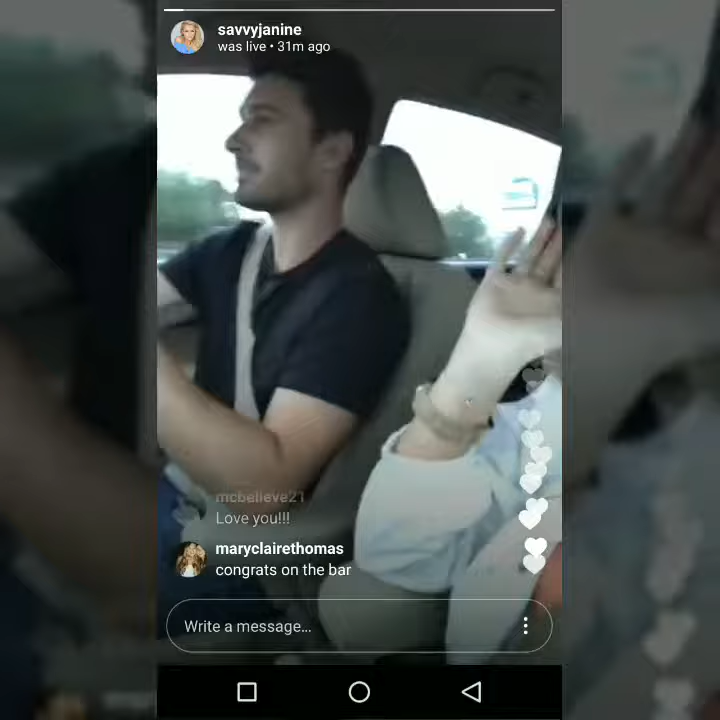 savvyjanine
was live • 31m ago
mcbelieve21
Love you!!!
maryclairethomas
congrats on the bar
Write a message...